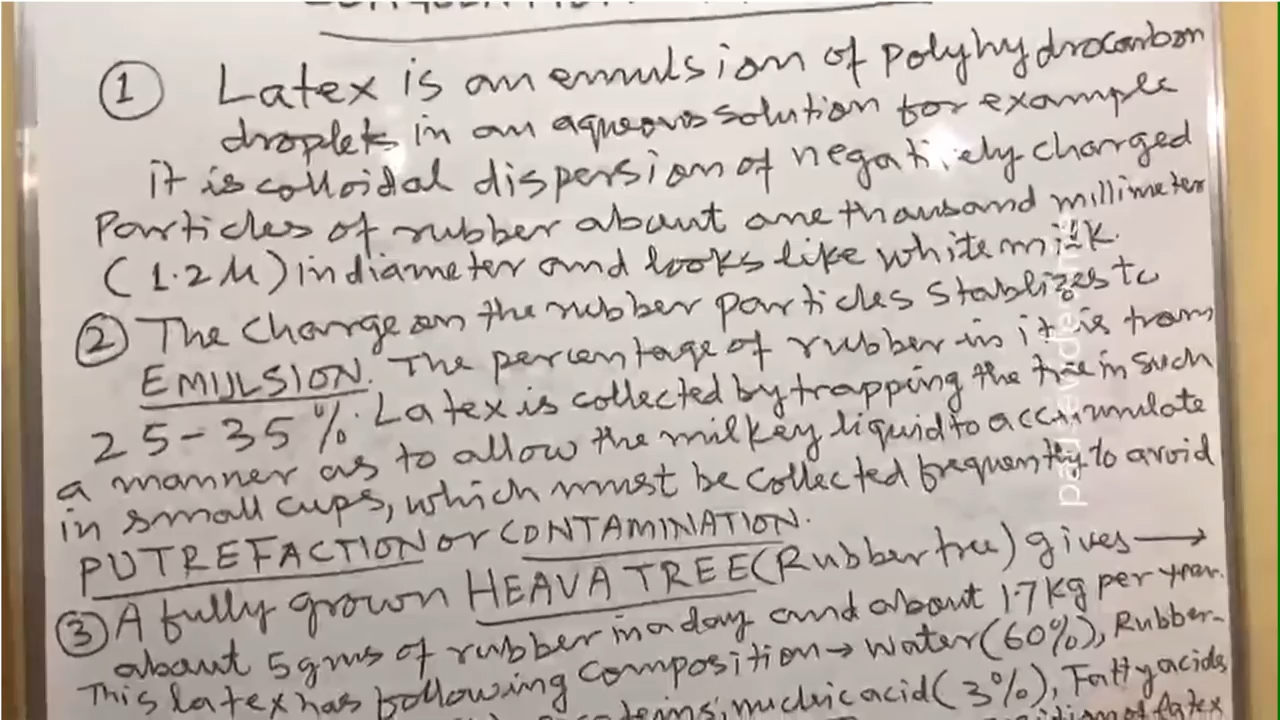 ① Latex is an emulsion of polyhydrocarbon
droplets in an aqueous solution for example
it is colloidal dispersion of negatively charged
Particles of rubber about one thousand millimeter
(1.2 M) in diameter and looks like white milk.
② The charge on the rubber particles stablizes to
EMULSION. The percentage of rubber in it is from
25-35%. Latex is collected by trapping the tree in such
a manner as to allow the milkey liquid to accumulate
in small cups, which must be collected frequently to avoid
PUTREFACTION or CONTAMINATION.
③ A fully grown HEAVA TREE (Rubber tree) gives →
about 5 gms of rubber in a day and about 1.7 Kg per year.
This latex has following composition → Water (60%), Rubber-
nucleic acid (3%), Fatty acids
of latex